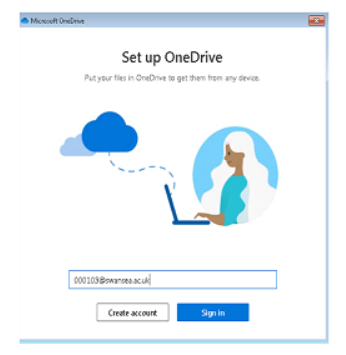 Microsoft OneDrive
Set up OneDrive
Put your files in OneDrive to get them from any device.
000103@swansea.ac.uk
Create account
Sign in